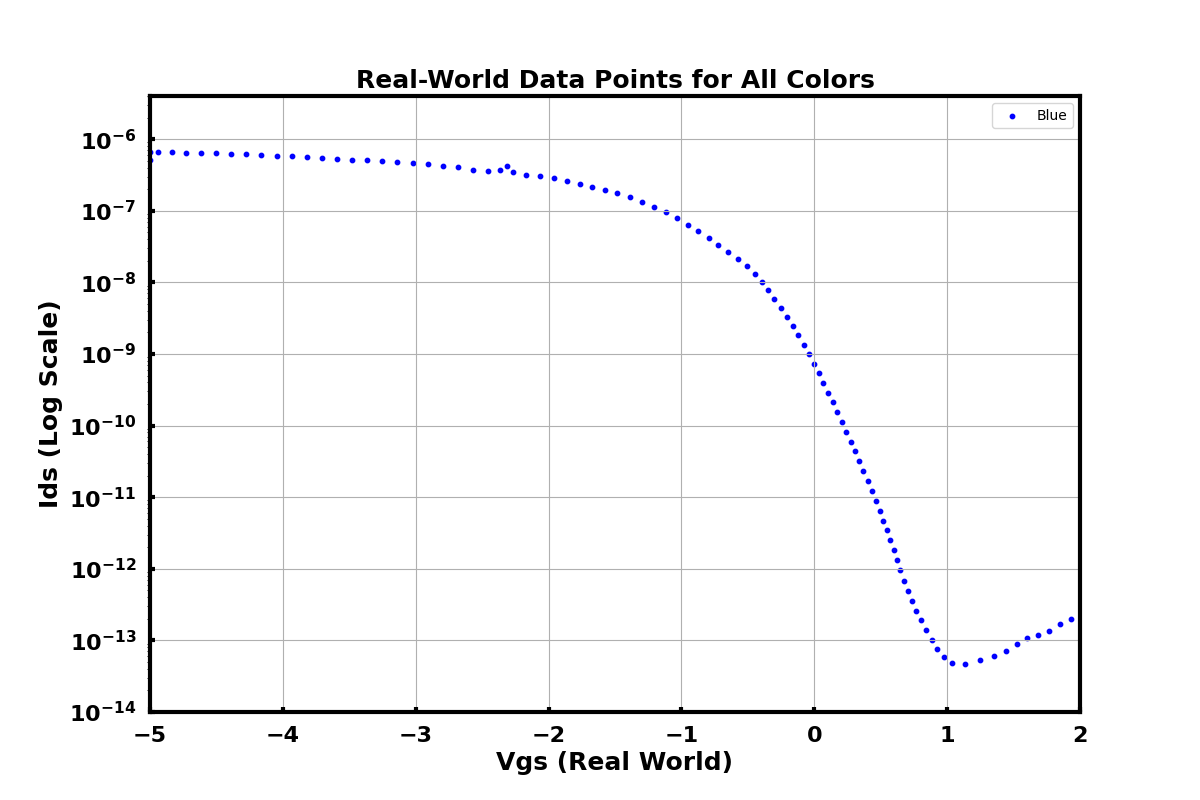 Real-World Data Points for All Colors
Blue
10⁻⁶
10⁻⁷
10⁻⁸
10⁻⁹
10⁻¹⁰
10⁻¹¹
10⁻¹²
10⁻¹³
10⁻¹⁴
Ids (Log Scale)
−5 −4 −3 −2 −1 0 1 2
Vgs (Real World)